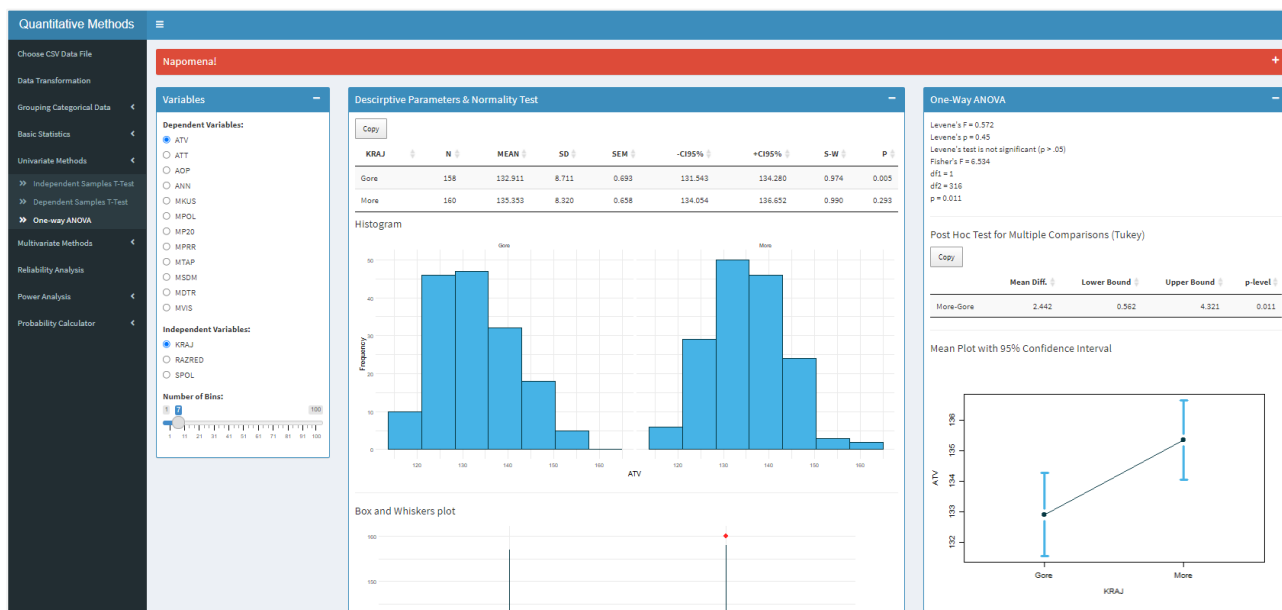 Quantitative Methods
Choose CSV Data File
Data Transformation
Grouping Categorical Data
Basic Statistics
Univariate Methods
Independent Samples T-Test
Dependent Samples T-Test
One-way ANOVA
Multivariate Methods
Reliability Analysis
Power Analysis
Probability Calculator
Napomena!
Variables
Dependent Variables:
ATV
ATT
AOP
ANN
MKUS
MPOL
MP20
MPRR
MTAP
MSDM
MDTR
MVIS
Independent Variables:
KRAJ
RAZRED
SPOL
Number of Bins:
1 7 100
1 11 21 31 41 51 61 71 81 91 100
Descirptive Parameters & Normality Test
Copy
KRAJ N MEAN SD SEM -CI95% +CI95% S-W P
Gore 158 132.911 8.711 0.693 131.543 134.280 0.974 0.005
More 160 135.353 8.320 0.658 134.054 136.652 0.990 0.293
Histogram
Gore More
50
40
30
20
10
0
Frequency
120 130 140 150 160 120 130 140 150 160
ATV
Box and Whiskers plot
160
150
One-Way ANOVA
Levene's F = 0.572
Levene's p = 0.45
Levene's test is not significant (p > .05)
Fisher's F = 6.534
df1 = 1
df2 = 316
p = 0.011
Post Hoc Test for Multiple Comparisons (Tukey)
Copy
Mean Diff. Lower Bound Upper Bound p-level
More-Gore 2.442 0.562 4.321 0.011
Mean Plot with 95% Confidence Interval
136
135
134
133
132
ATV
Gore More
KRAJ